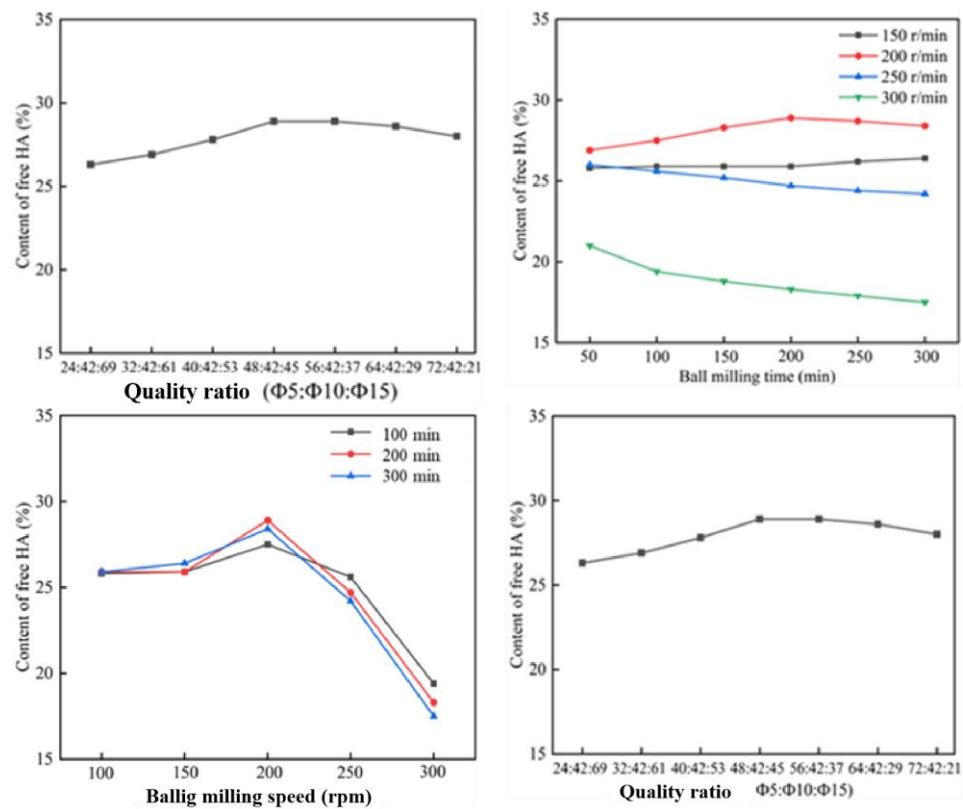 35
30
25
20
15
Content of free HA (%)
24:42:69 32:42:61 40:42:53 48:42:45 56:42:37 64:42:29 72:42:21
Quality ratio (Φ5:Φ10:Φ15)
35
30
25
20
15
Content of free HA (%)
150 r/min
200 r/min
250 r/min
300 r/min
50 100 150 200 250 300
Ball milling time (min)
35
30
25
20
15
Content of free HA (%)
100 min
200 min
300 min
100 150 200 250 300
Ballig milling speed (rpm)
35
30
25
20
15
Content of free HA (%)
24:42:69 32:42:61 40:42:53 48:42:45 56:42:37 64:42:29 72:42:21
Quality ratio Φ5:Φ10:Φ15)